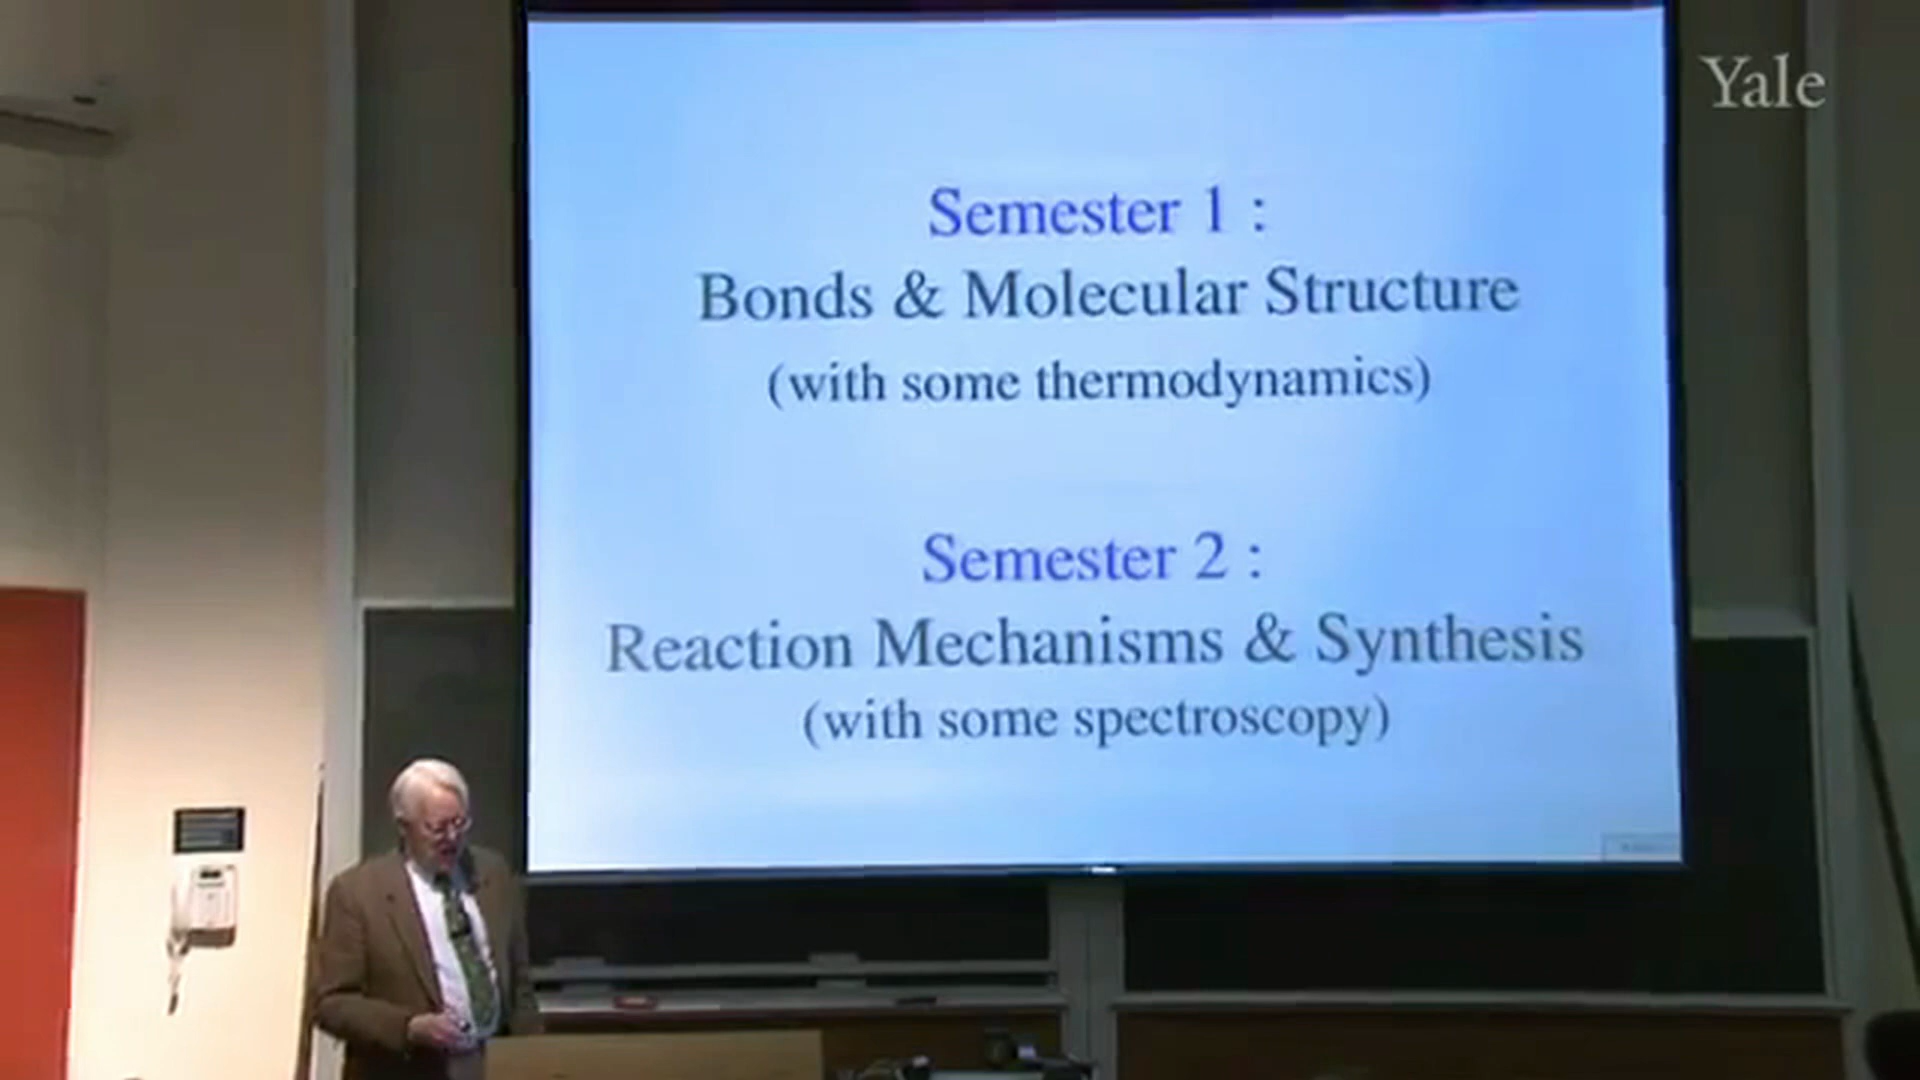 Yale
Semester 1 :
Bonds & Molecular Structure
(with some thermodynamics)
Semester 2 :
Reaction Mechanisms & Synthesis
(with some spectroscopy)